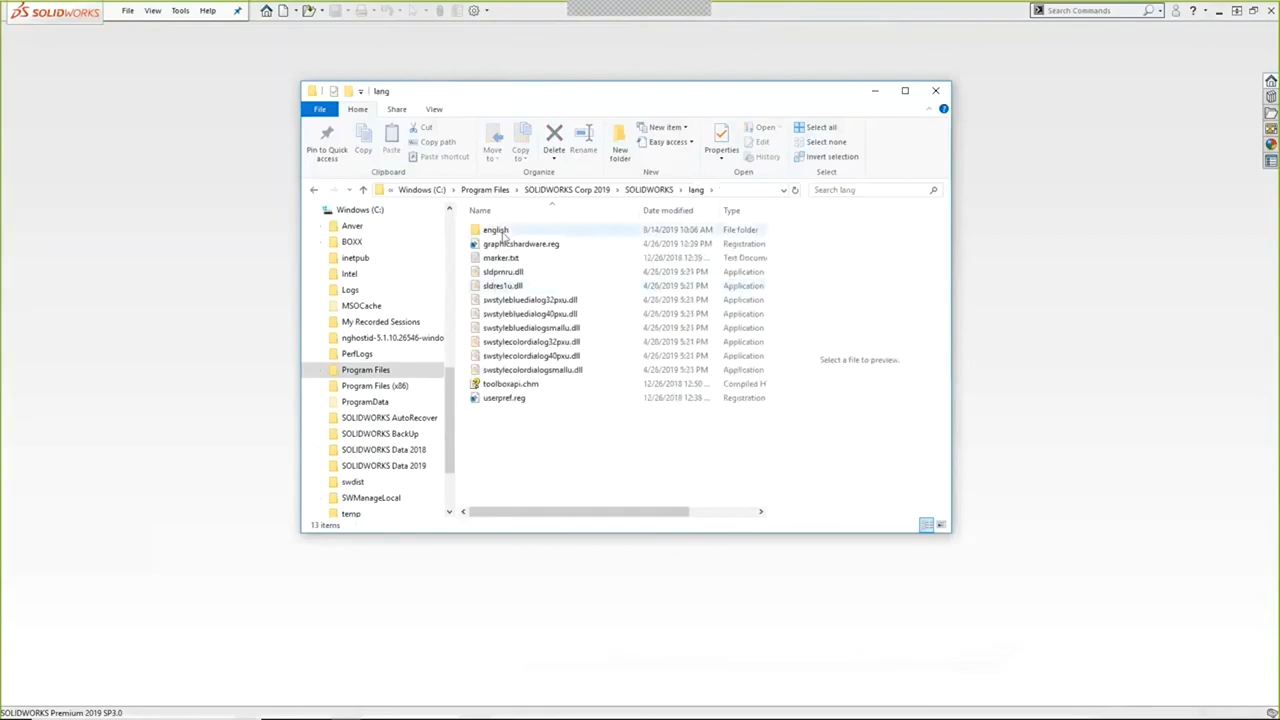 SOLIDWORKS File View Tools Help Search Commands ?
lang
File Home Share View
Pin to Quick access
Copy
Paste
Cut
Copy path
Paste shortcut
Clipboard
Move to
Copy to
Delete
Rename
Organize
New folder
New item
Easy access
New
Properties
Open
Edit
History
Open
Select all
Select none
Invert selection
Select
« Windows (C:) > Program Files > SOLIDWORKS Corp 2019 > SOLIDWORKS > lang > Search lang
Windows (C:)
Anver
BOXX
inetpub
Intel
Logs
MSOCache
My Recorded Sessions
nghostid-5.1.10.26546-windo
PerfLogs
Program Files
Program Files (x86)
ProgramData
SOLIDWORKS AutoRecover
SOLIDWORKS BackUp
SOLIDWORKS Data 2018
SOLIDWORKS Data 2019
swdist
SWManageLocal
temp
Name Date modified Type
english 8/14/2019 10:06 AM File folder
graphicshardware.reg 4/26/2019 12:39 PM Registration
marker.txt 12/26/2018 12:39 ... Text Docum
sldprnru.dll 4/26/2019 5:21 PM Application
sldres1u.dll 4/26/2019 5:21 PM Application
swstylebluedialog32pxu.dll 4/26/2019 5:21 PM Application
swstylebluedialog40pxu.dll 4/26/2019 5:21 PM Application
swstylebluedialogsmallu.dll 4/26/2019 5:21 PM Application
swstylecolordialog32pxu.dll 4/26/2019 5:21 PM Application
swstylecolordialog40pxu.dll 4/26/2019 5:21 PM Application
swstylecolordialogsmallu.dll 4/26/2019 5:21 PM Application
toolboxapi.chm 12/26/2018 12:50 ... Compiled H
userpref.reg 12/26/2018 12:38 ... Registration
Select a file to preview.
13 items
SOLIDWORKS Premium 2019 SP3.0